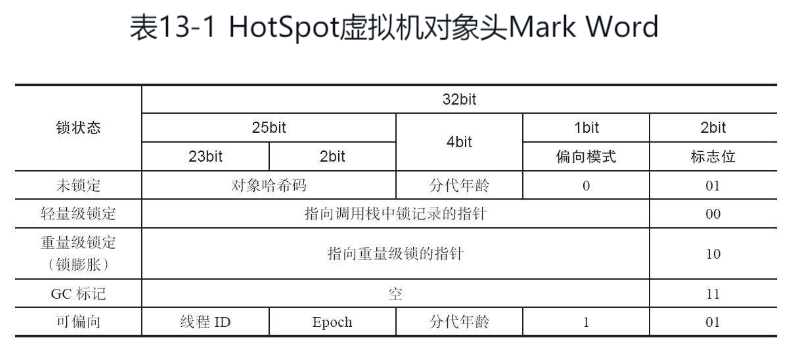 表13-1 HotSpot虚拟机对象头Mark Word
锁状态
32bit
25bit
4bit
1bit
2bit
23bit
2bit
偏向模式
标志位
未锁定
对象哈希码
分代年龄
0
01
轻量级锁定
指向调用栈中锁记录的指针
00
重量级锁定
（锁膨胀）
指向重量级锁的指针
10
GC 标记
空
11
可偏向
线程 ID
Epoch
分代年龄
1
01